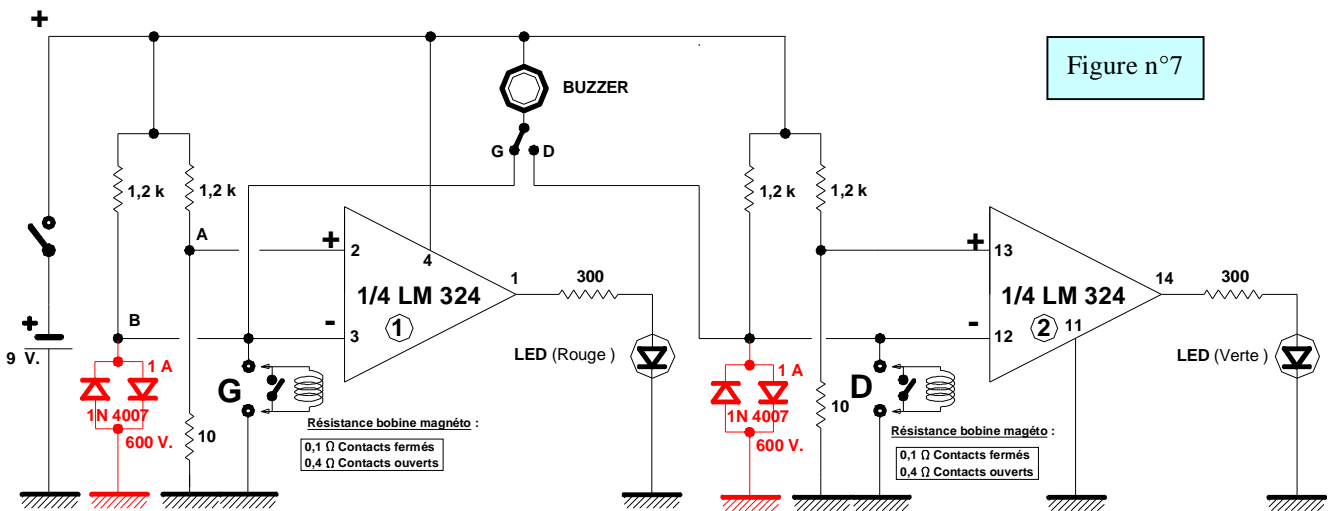 +
Figure n°7
BUZZER
G D
1,2 k
1,2 k
1,2 k
1,2 k
A
+
2
4
1/4 LM 324
1
1
300
+
13
1/4 LM 324
2
14
300
B
-
3
-
12
11
+
9 V.
1 A
1N 4007
600 V.
10
G
LED (Rouge )
Résistance bobine magnéto :
0,1 Ω Contacts fermés
0,4 Ω Contacts ouverts
1 A
1N 4007
600 V.
10
D
LED (Verte )
Résistance bobine magéto :
0,1 Ω Contacts fermés
0,4 Ω Contacts ouverts